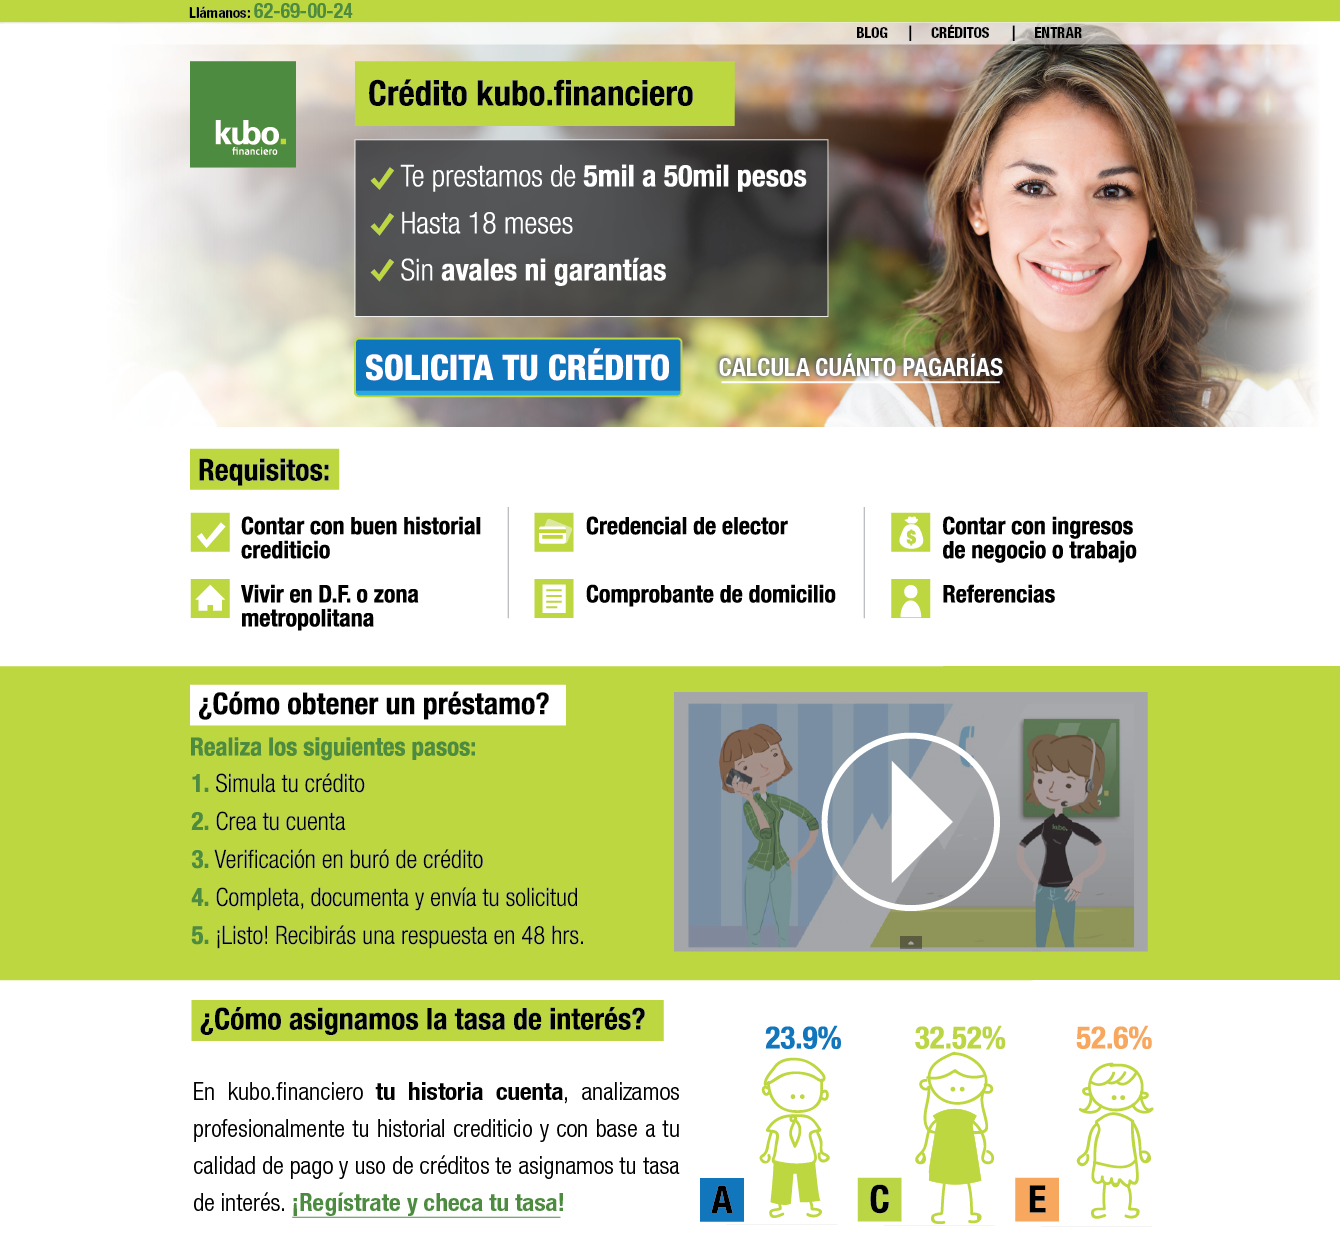 Llámanos: 62-69-00-24
BLOG | CRÉDITOS | ENTRAR
kubo.
financiero
Crédito kubo.financiero
Te prestamos de 5mil a 50mil pesos
Hasta 18 meses
Sin avales ni garantías
SOLICITA TU CRÉDITO
CALCULA CUÁNTO PAGARÍAS
Requisitos:
Contar con buen historial
crediticio
Credencial de elector
Contar con ingresos
de negocio o trabajo
Vivir en D.F. o zona
metropolitana
Comprobante de domicilio
Referencias
¿Cómo obtener un préstamo?
Realiza los siguientes pasos:
1. Simula tu crédito
2. Crea tu cuenta
3. Verificación en buró de crédito
4. Completa, documenta y envía tu solicitud
5. ¡Listo! Recibirás una respuesta en 48 hrs.
kubo.
¿Cómo asignamos la tasa de interés?
En kubo.financiero tu historia cuenta, analizamos
profesionalmente tu historial crediticio y con base a tu
calidad de pago y uso de créditos te asignamos tu tasa
de interés. ¡Regístrate y checa tu tasa!
23.9%
32.52%
52.6%
A
C
E